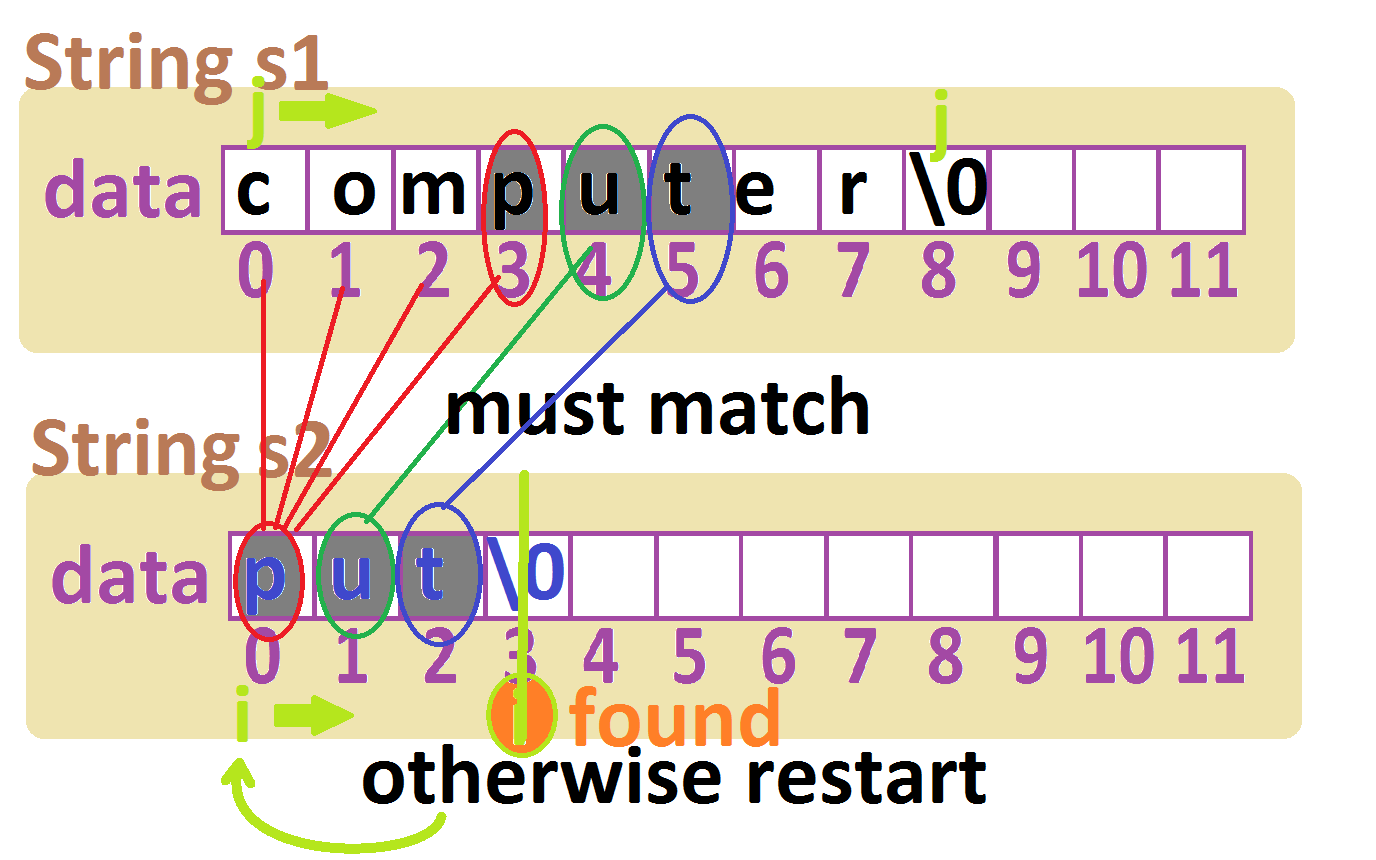 String s1
j j
data c o m p u t e r \0
0 1 2 3 4 5 6 7 8 9 10 11
must match
String s2
data p u t \0
0 1 2 3 4 5 6 7 8 9 10 11
i i found
otherwise restart